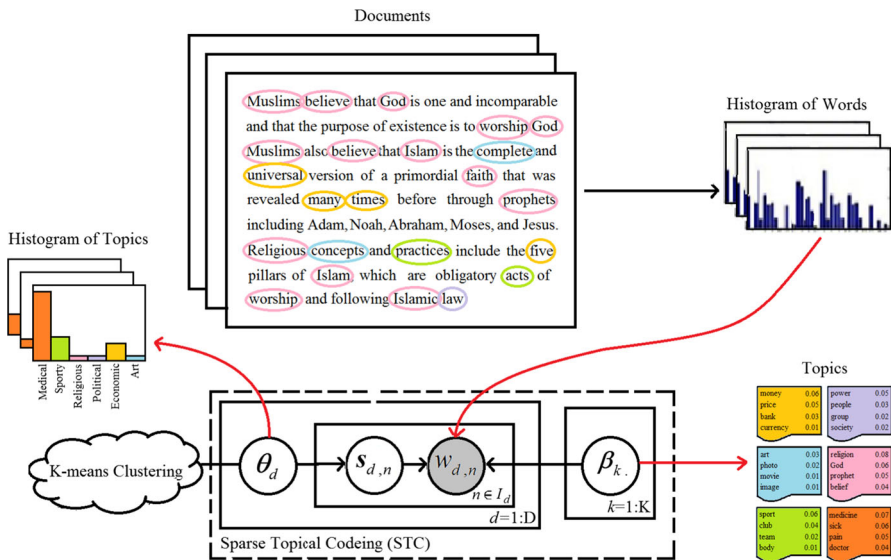 Documents
Muslims believe that God is one and incomparable
and that the purpose of existence is to worship God
Muslims also believe that Islam is the complete and
universal version of a primordial faith that was
revealed many times before through prophets
including Adam, Noah, Abraham, Moses, and Jesus.
Religious concepts and practices include the five
pillars of Islam, which are obligatory acts of
worship and following Islamic law
Histogram of Words
Histogram of Topics
Medical
Sporty
Religious
Political
Economic
Art
K-means Clustering
θd
sd,n
wd,n
n ∈ Id
d=1:D
βk.
k=1:K
Sparse Topical Codeing (STC)
Topics
money 0.06
price 0.05
bank 0.03
currency 0.01
power 0.05
people 0.03
group 0.02
society 0.02
art 0.03
photo 0.02
movie 0.01
image 0.01
religion 0.08
God 0.06
prophet 0.05
belief 0.04
sport 0.06
club 0.04
team 0.02
body 0.01
medicine 0.07
sick 0.06
pain 0.05
doctor 0.04